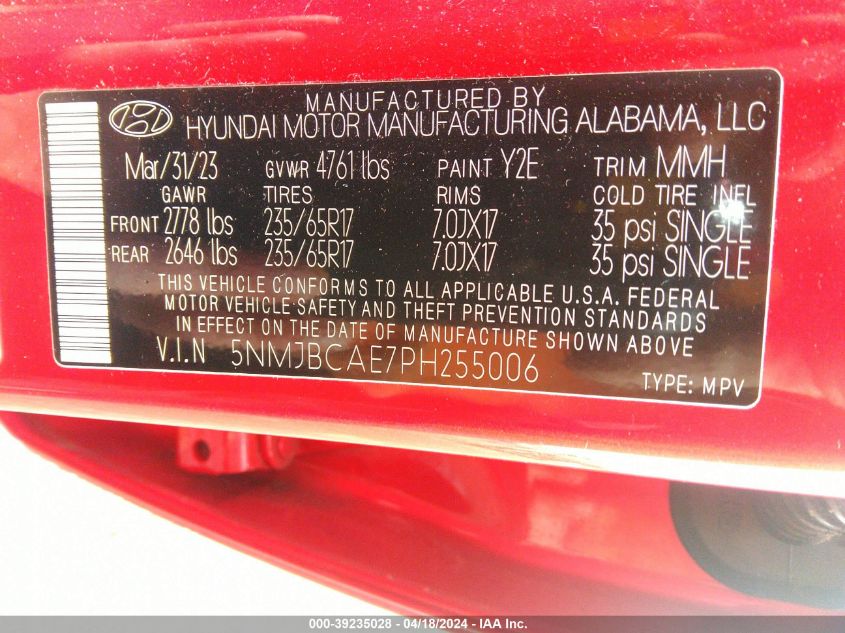 MANUFACTURED BY
HYUNDAI MOTOR MANUFACTURING ALABAMA, LLC
Mar/31/23 GVWR 4761 lbs PAINT Y2E TRIM MMH
GAWR TIRES RIMS COLD TIRE INFL
FRONT 2778 lbs 235/65R17 7.0JX17 35 psi SINGLE
REAR 2646 lbs 235/65R17 7.0JX17 35 psi SINGLE
THIS VEHICLE CONFORMS TO ALL APPLICABLE U.S.A. FEDERAL
MOTOR VEHICLE-SAFETY AND THEFT PREVENTION STANDARDS
IN EFFECT ON THE DATE OF MANUFACTURE SHOWN ABOVE
V.I.N 5NMJBCAE7PH255006
TYPE: MPV
000-39235028 - 04/18/2024 - IAA Inc.